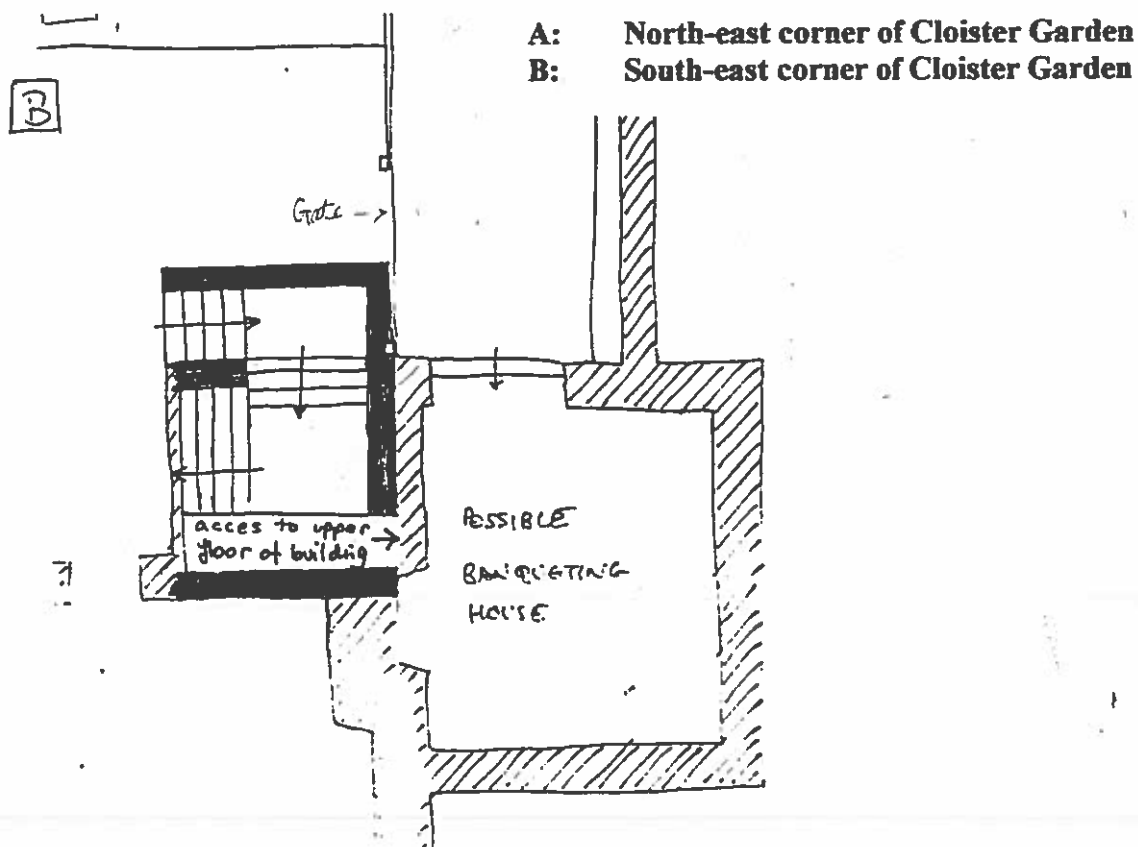 A: North-east corner of Cloister Garden
B: South-east corner of Cloister Garden
B
Gate
acces to upper
floor of building
POSSIBLE
BANQUETING
HOUSE